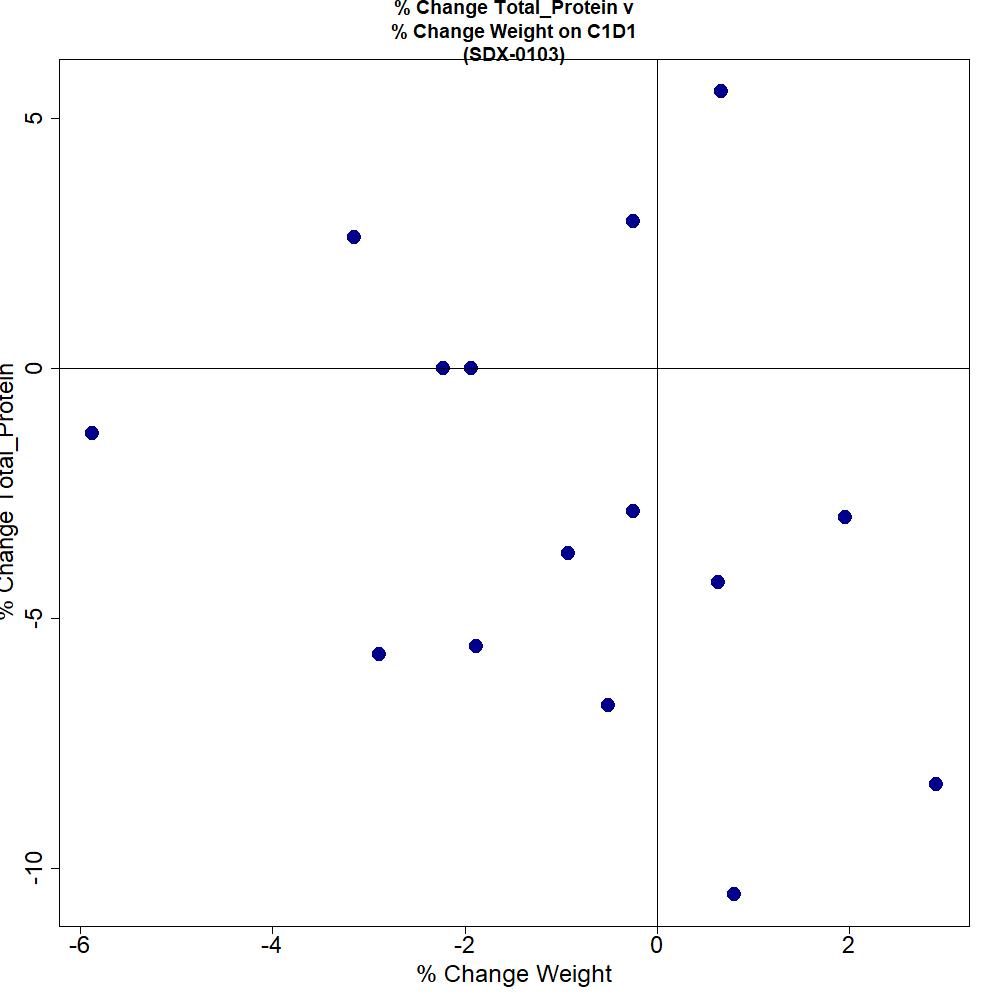 % Change Total_Protein v
% Change Weight on C1D1
(SDX-0103)
5
0
-5
-10
% Change Total_Protein
-6
-4
-2
0
2
% Change Weight